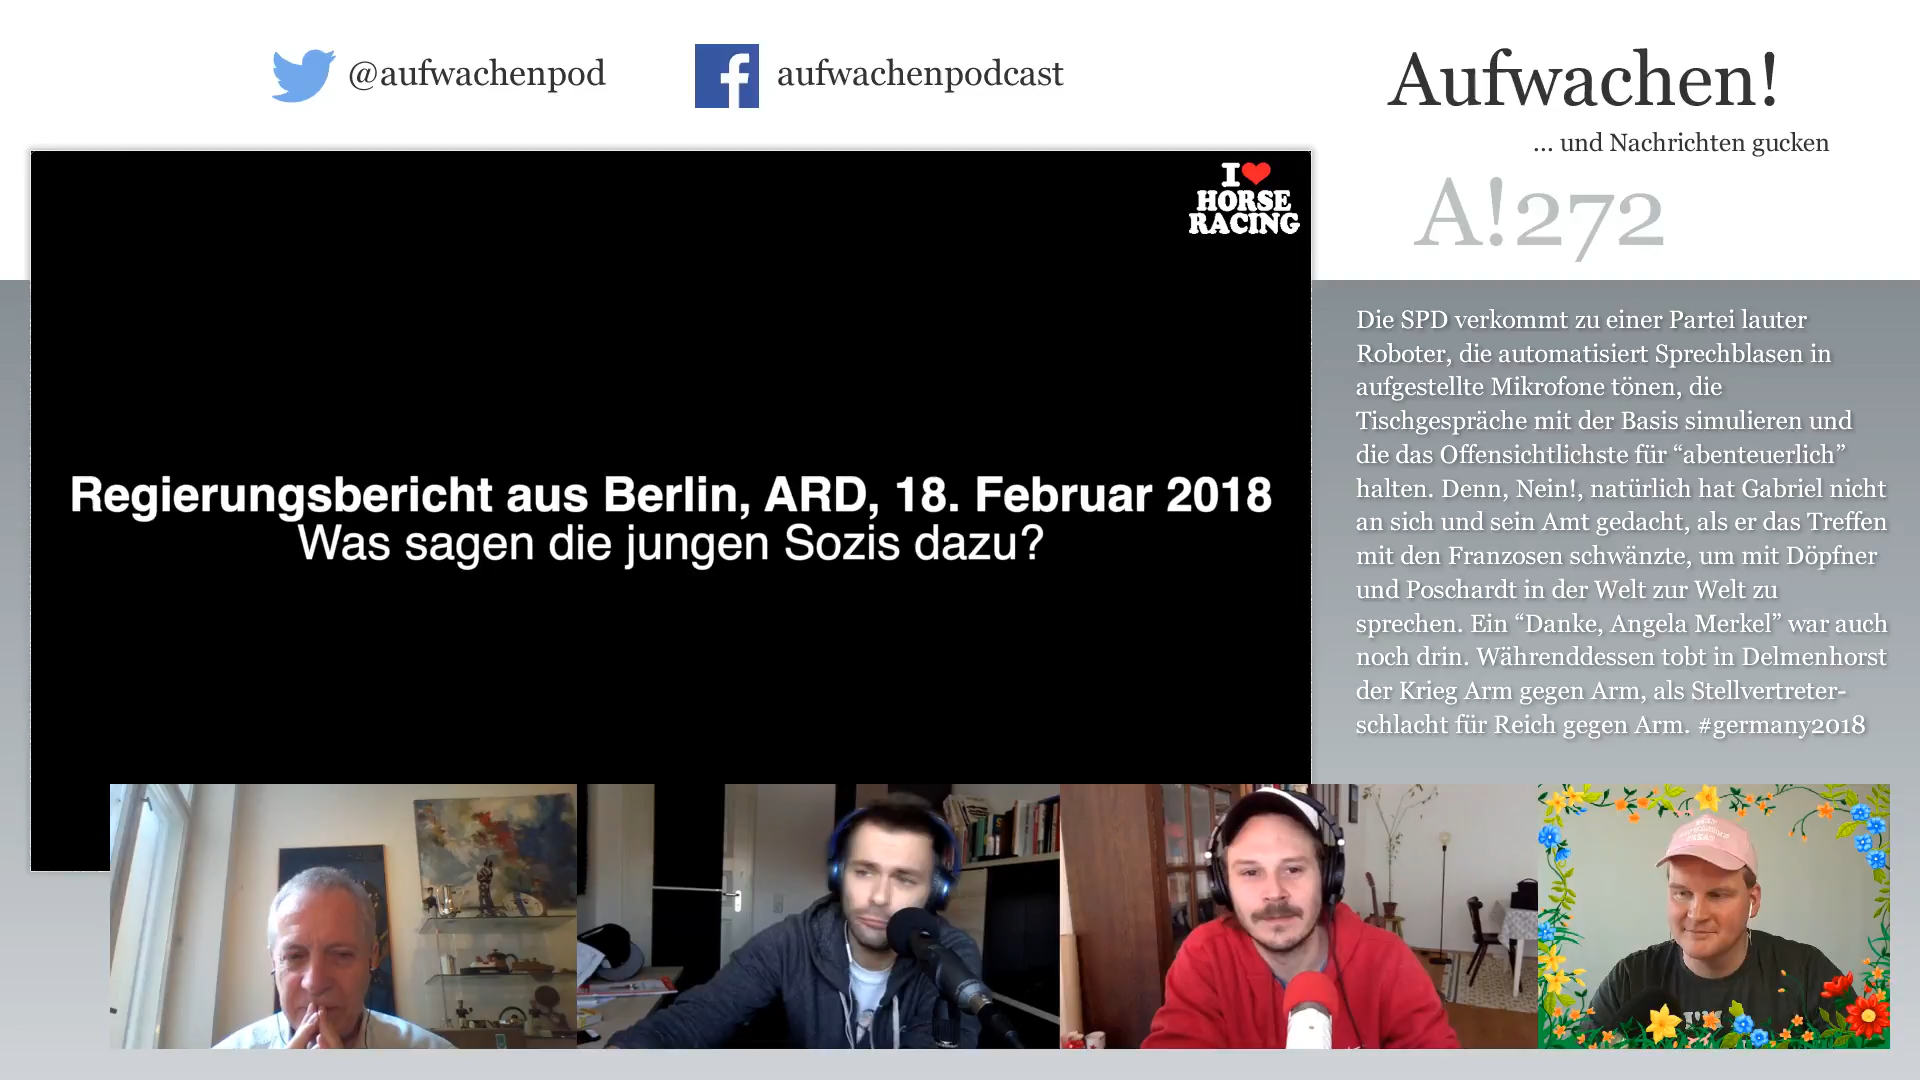 @aufwachenpod
aufwachenpodcast
Aufwachen!
... und Nachrichten gucken
A!272
I
HORSE
RACING
Regierungsbericht aus Berlin, ARD, 18. Februar 2018
Was sagen die jungen Sozis dazu?
Die SPD verkommt zu einer Partei lauter
Roboter, die automatisiert Sprechblasen in
aufgestellte Mikrofone tönen, die
Tischgespräche mit der Basis simulieren und
die das Offensichtlichste für “abenteuerlich”
halten. Denn, Nein!, natürlich hat Gabriel nicht
an sich und sein Amt gedacht, als er das Treffen
mit den Franzosen schwänzte, um mit Döpfner
und Poschardt in der Welt zur Welt zu
sprechen. Ein “Danke, Angela Merkel” war auch
noch drin. Währenddessen tobt in Delmenhorst
der Krieg Arm gegen Arm, als Stellvertreter-
schlacht für Reich gegen Arm. #germany2018